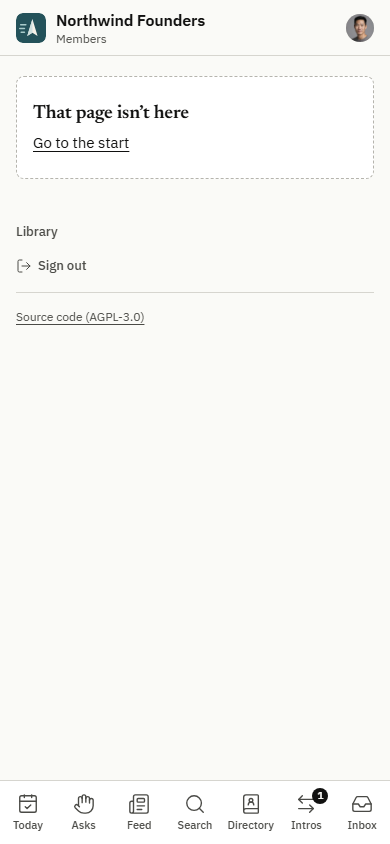 Northwind Founders
Members
That page isn’t here
Go to the start
Library
Sign out
Source code (AGPL-3.0)
1
Today
Asks
Feed
Search
Directory
Intros
Inbox